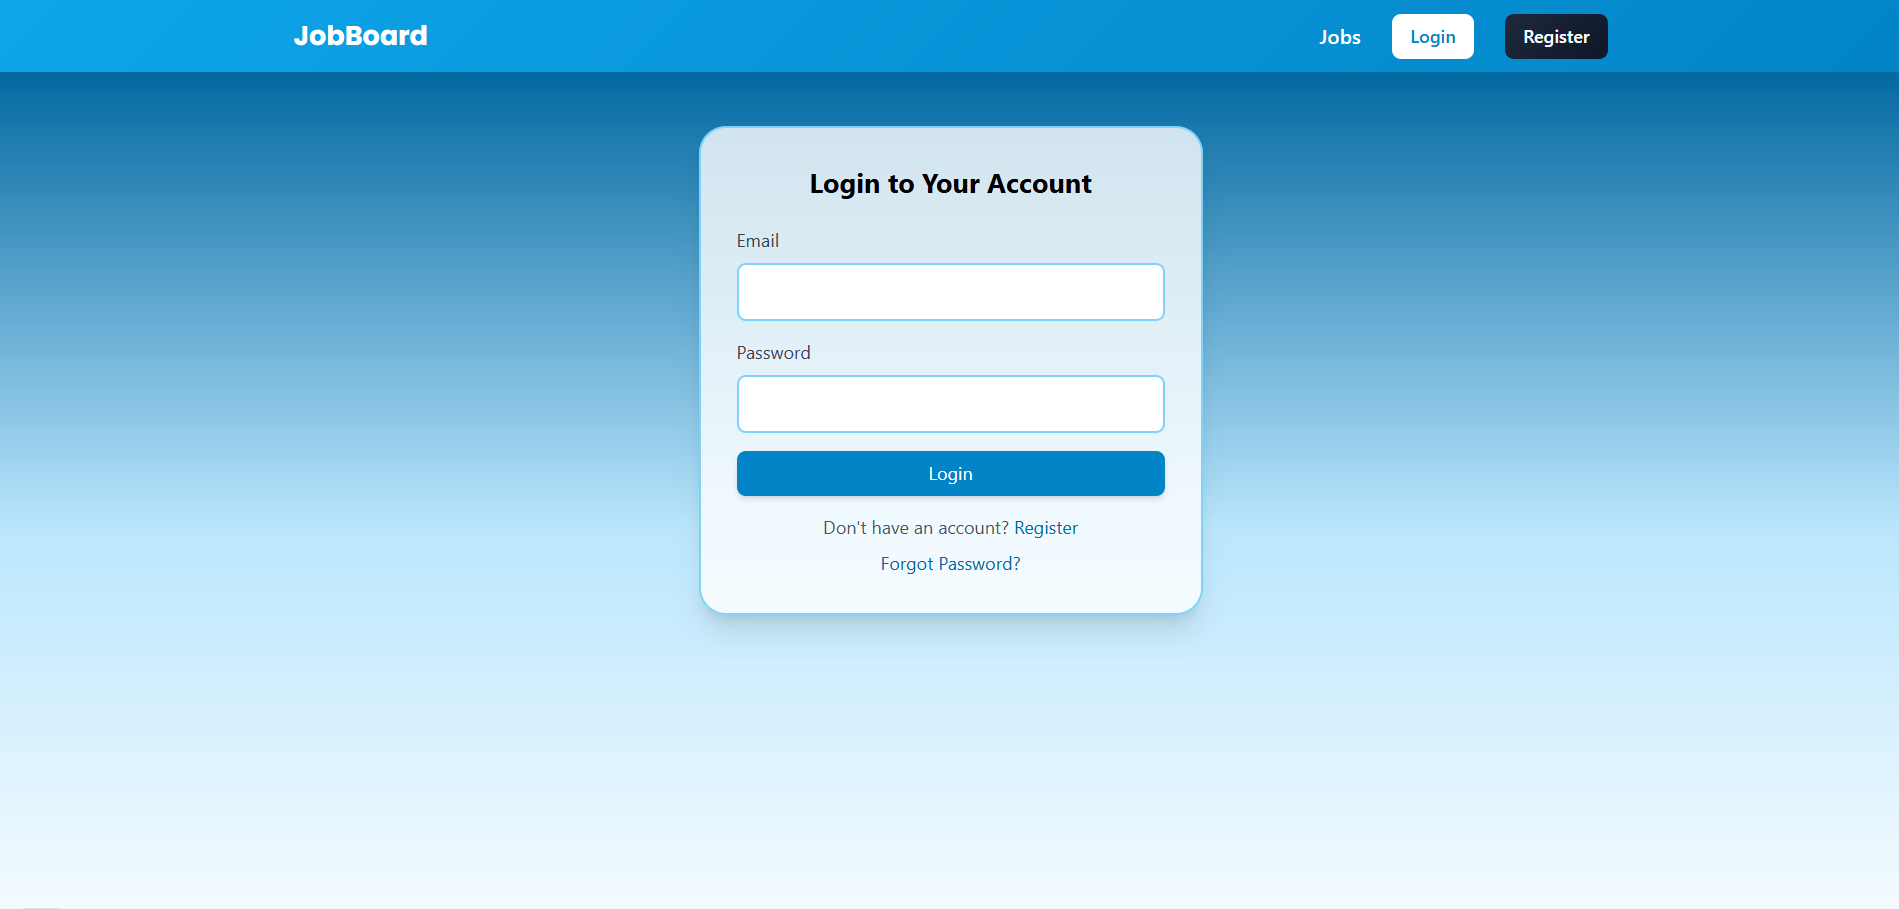 JobBoard
Jobs
Login
Register
Login to Your Account
Email
Password
Login
Don't have an account? Register
Forgot Password?